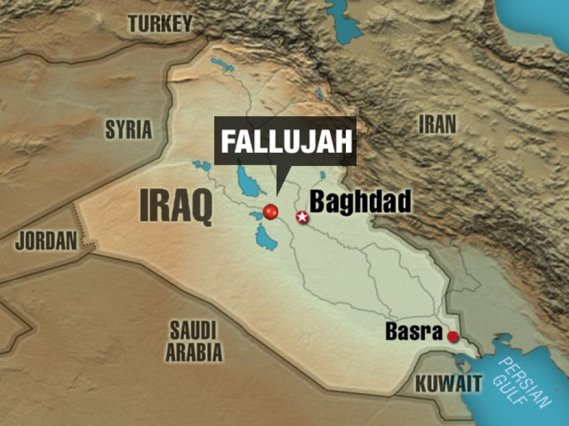 TURKEY
SYRIA
IRAN
FALLUJAH
IRAQ
Baghdad
JORDAN
SAUDI
ARABIA
Basra
KUWAIT
PERSIAN
GULF